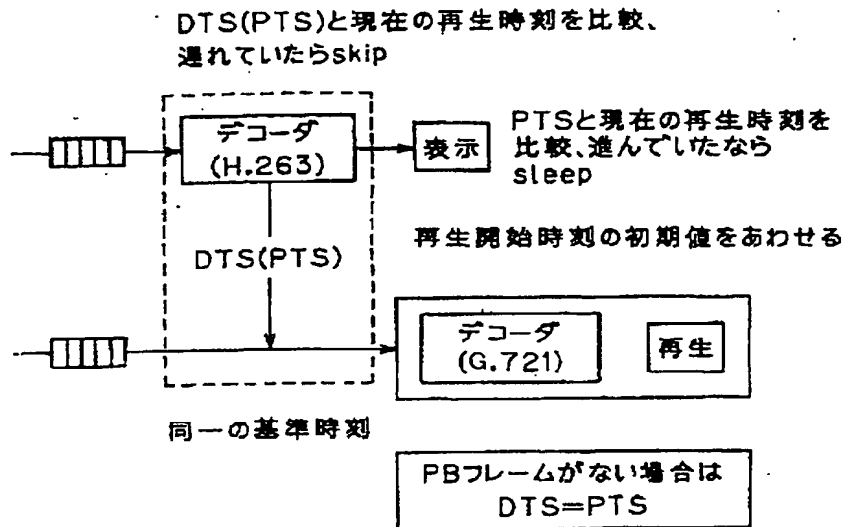 DTS(PTS)と現在の再生時刻を比較、
遅れていたらskip
デコーダ
(H.263)
表示
PTSと現在の再生時刻を
比較、進んでいたなら
sleep
再生開始時刻の初期値をあわせる
DTS(PTS)
デコーダ
(G.721)
再生
同一の基準時刻
PBフレームがない場合は
DTS=PTS